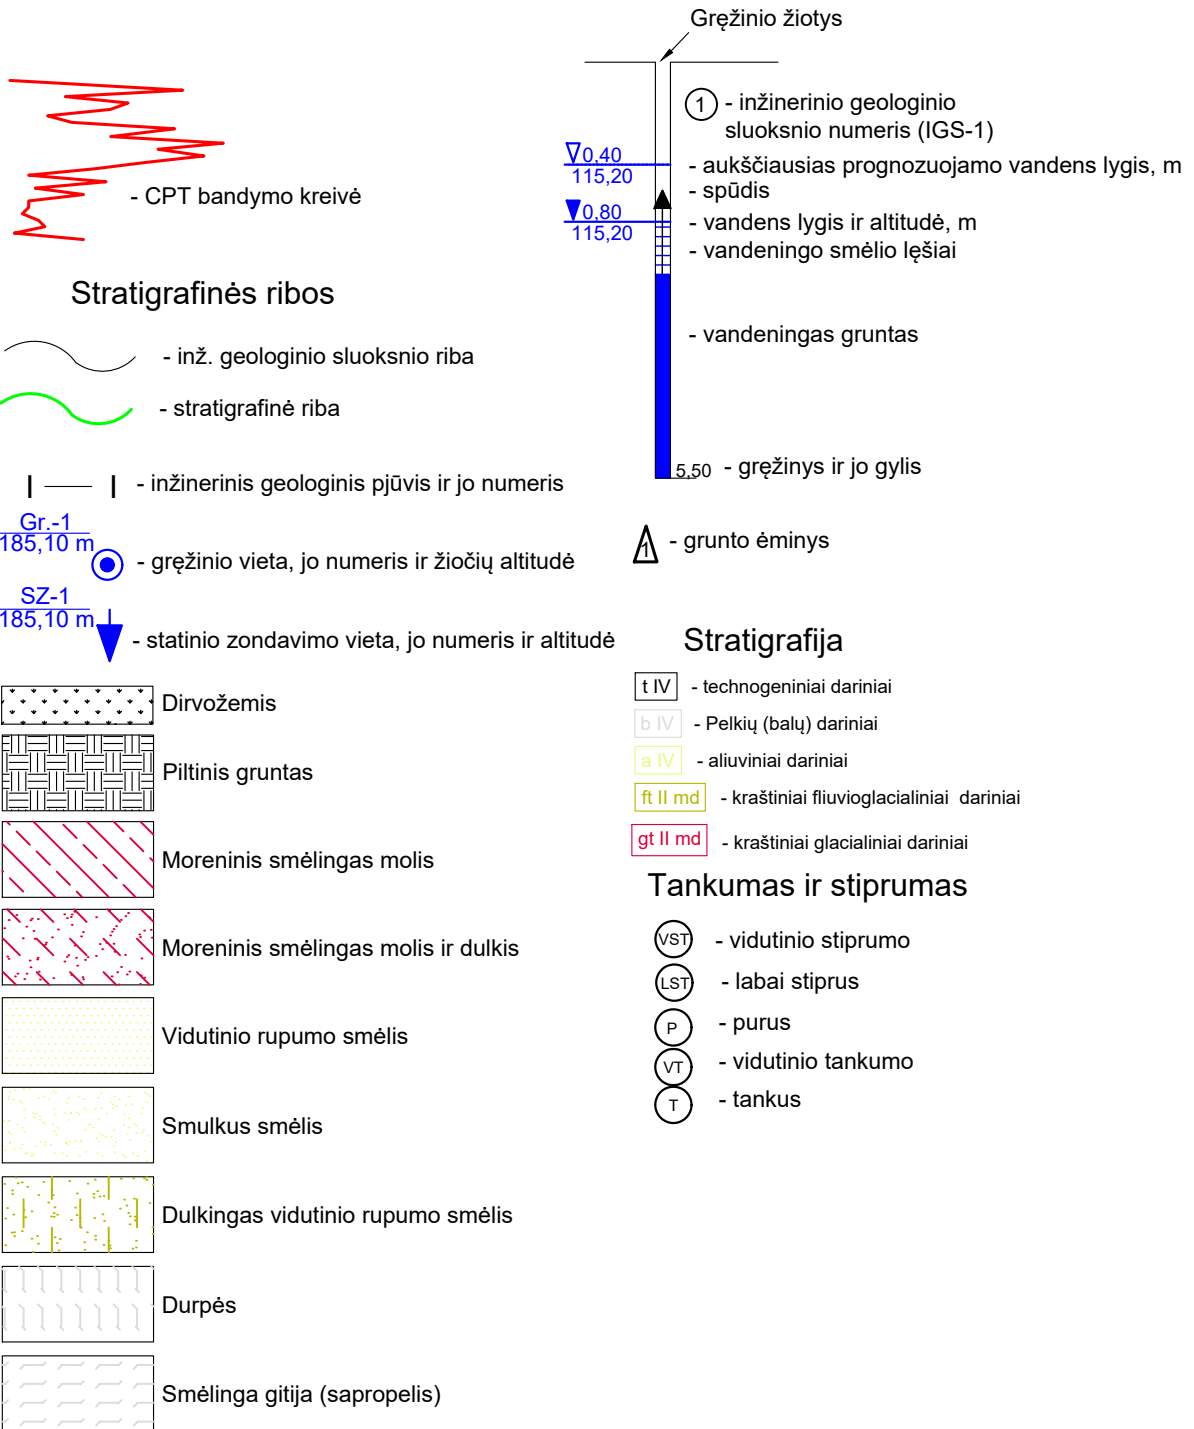 Gręžinio žiotys
1
- inžinerinio geologinio
sluoksnio numeris (IGS-1)
0,40
115,20
- aukščiausias prognozuojamo vandens lygis, m
- spūdis
0,80
115,20
- vandens lygis ir altitudė, m
- vandeningo smėlio lęšiai
- vandeningas gruntas
5,50
- gręžinys ir jo gylis
1
- grunto ėminys
- CPT bandymo kreivė
Stratigrafinės ribos
- inž. geologinio sluoksnio riba
- stratigrafinė riba
I — I
- inžinerinis geologinis pjūvis ir jo numeris
Gr.-1
185,10 m
- gręžinio vieta, jo numeris ir žiočių altitudė
SZ-1
185,10 m
- statinio zondavimo vieta, jo numeris ir altitudė
Dirvožemis
Piltinis gruntas
Moreninis smėlingas molis
Moreninis smėlingas molis ir dulkis
Vidutinio rupumo smėlis
Smulkus smėlis
Dulkingas vidutinio rupumo smėlis
Durpės
Smėlinga gitija (sapropelis)
Stratigrafija
t IV - technogeniniai dariniai
b IV - Pelkių (balų) dariniai
a IV - aliuviniai dariniai
ft II md - kraštiniai fliuvioglacialiniai dariniai
gt II md - kraštiniai glacialiniai dariniai
Tankumas ir stiprumas
VST - vidutinio stiprumo
LST - labai stiprus
P - purus
VT - vidutinio tankumo
T - tankus